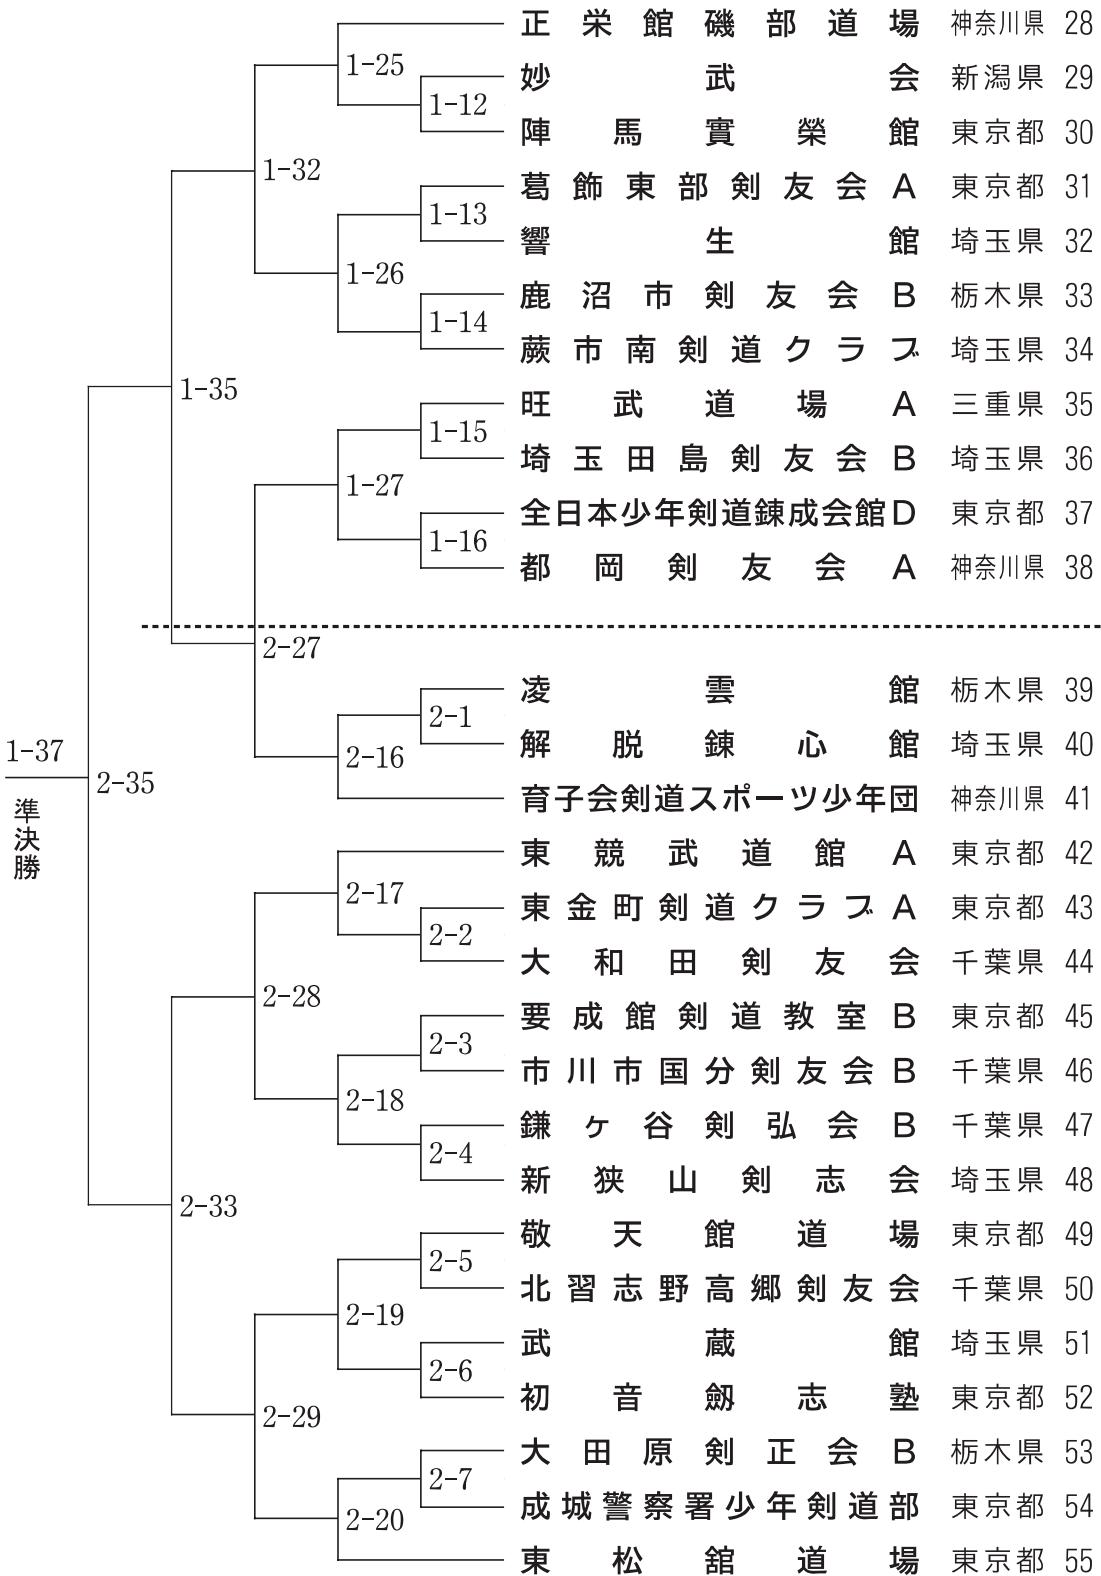 正栄館磯部道場 神奈川県 28
1-25
妙武会 新潟県 29
1-12
陣馬實榮館 東京都 30
1-32
葛飾東部剣友会A 東京都 31
1-13
響生館 埼玉県 32
1-26
鹿沼市剣友会B 栃木県 33
1-14
蕨市南剣道クラブ 埼玉県 34
1-35
旺武道場A 三重県 35
1-15
埼玉田島剣友会B 埼玉県 36
1-27
全日本少年剣道錬成会館D 東京都 37
1-16
都岡剣友会A 神奈川県 38
2-27
凌雲館 栃木県 39
2-1
解脱錬心館 埼玉県 40
1-37
2-16
2-35
育子会剣道スポーツ少年団 神奈川県 41
準決勝
東競武道館A 東京都 42
2-17
東金町剣道クラブA 東京都 43
2-2
大和田剣友会 千葉県 44
2-28
要成館剣道教室B 東京都 45
2-3
市川市国分剣友会B 千葉県 46
2-18
鎌ヶ谷剣弘会B 千葉県 47
2-4
新狭山剣志会 埼玉県 48
2-33
敬天館道場 東京都 49
2-5
北習志野高郷剣友会 千葉県 50
2-19
武蔵館 埼玉県 51
2-6
初音劔志塾 東京都 52
2-29
大田原剣正会B 栃木県 53
2-7
成城警察署少年剣道部 東京都 54
2-20
東松舘道場 東京都 55